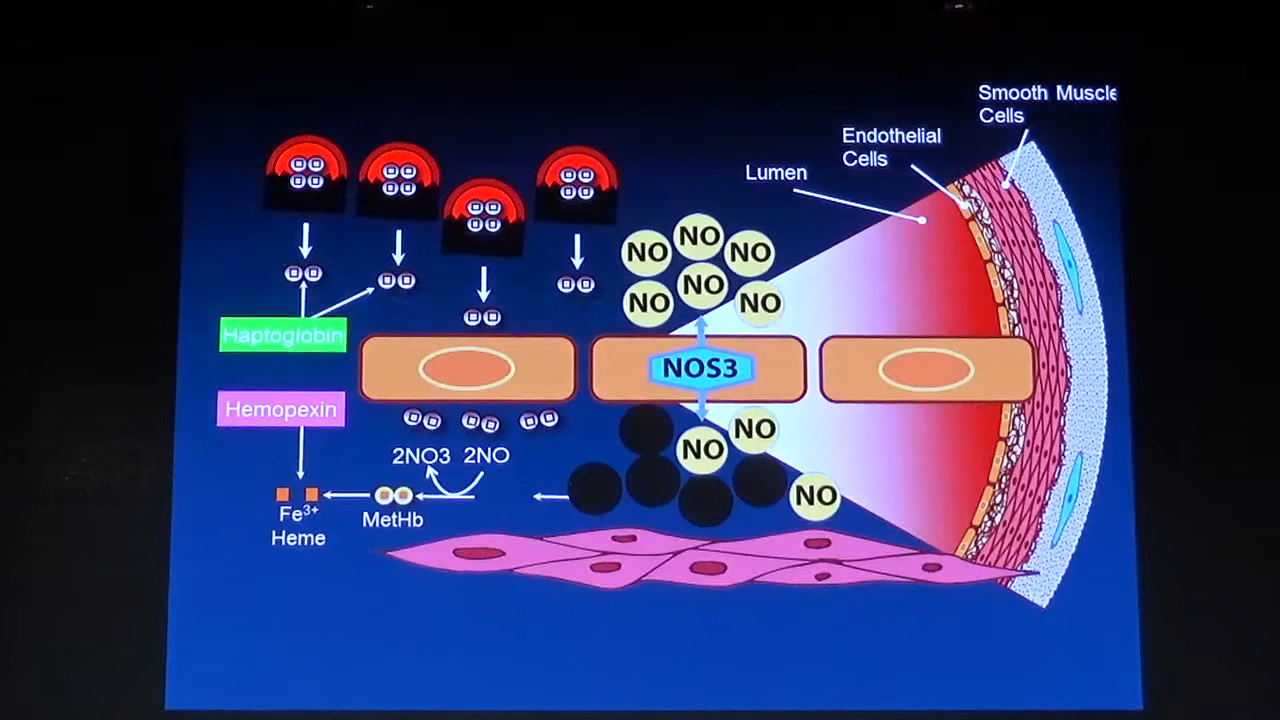 Smooth Muscle
Cells
Endothelial
Cells
Lumen
NO
NO
NO
NO
NO
NO
Haptoglobin
NOS3
Hemopexin
NO
NO
2NO3 2NO
NO
Fe3+
Heme
MetHb